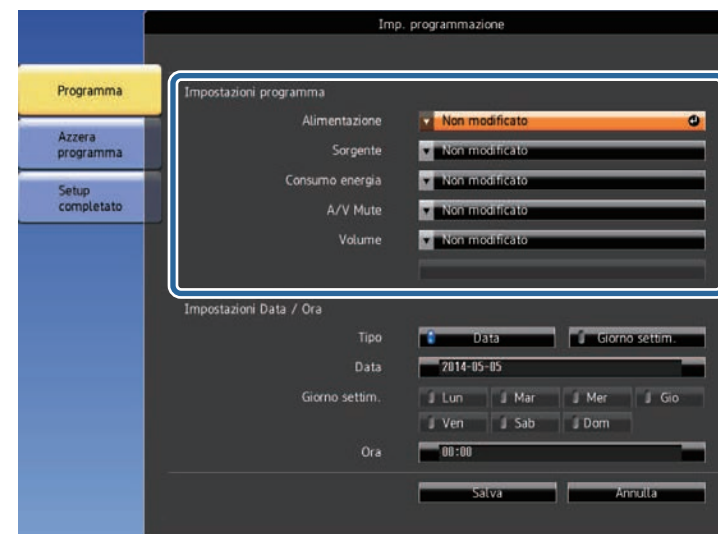 Imp. programmazione
Programma
Azzera
programma
Setup
completato
Impostazioni programma
Alimentazione Non modificato
Sorgente Non modificato
Consumo energia Non modificato
A/V Mute Non modificato
Volume Non modificato
Impostazioni Data / Ora
Tipo Data Giorno settim.
Data 2014-05-05
Giorno settim. Lun Mar Mer Gio
Ven Sab Dom
Ora 00:00
Salva Annulla